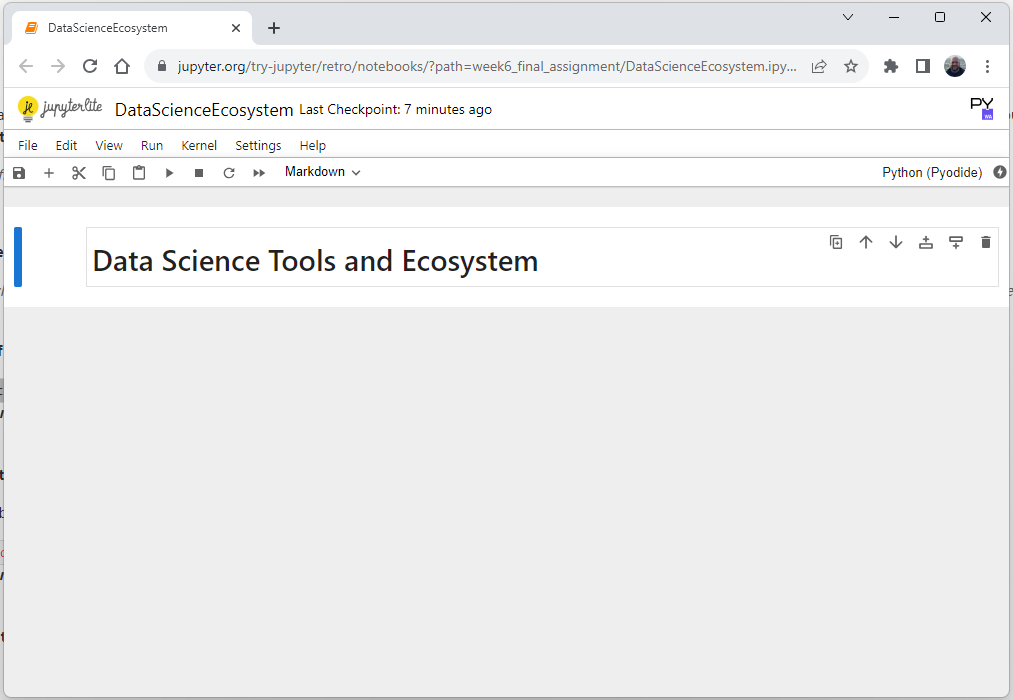 DataScienceEcosystem
jupyter.org/try-jupyter/retro/notebooks/?path=week6_final_assignment/DataScienceEcosystem.ipy...
jupyterlite DataScienceEcosystem Last Checkpoint: 7 minutes ago PY
File Edit View Run Kernel Settings Help
Markdown Python (Pyodide)
Data Science Tools and Ecosystem